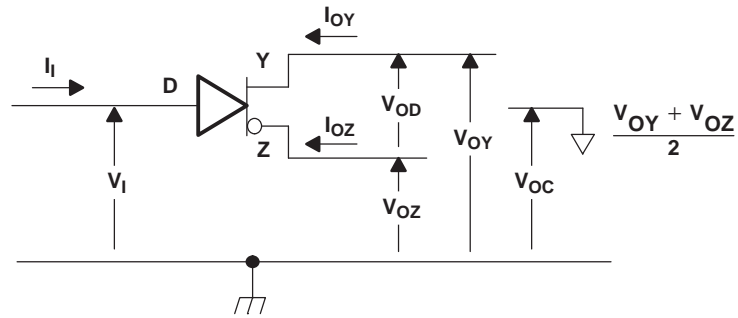 I_OY
I_I
D
Y
V_OD
I_OZ
Z
V_I
V_OY
V_OZ
V_OC
V_OY + V_OZ
2